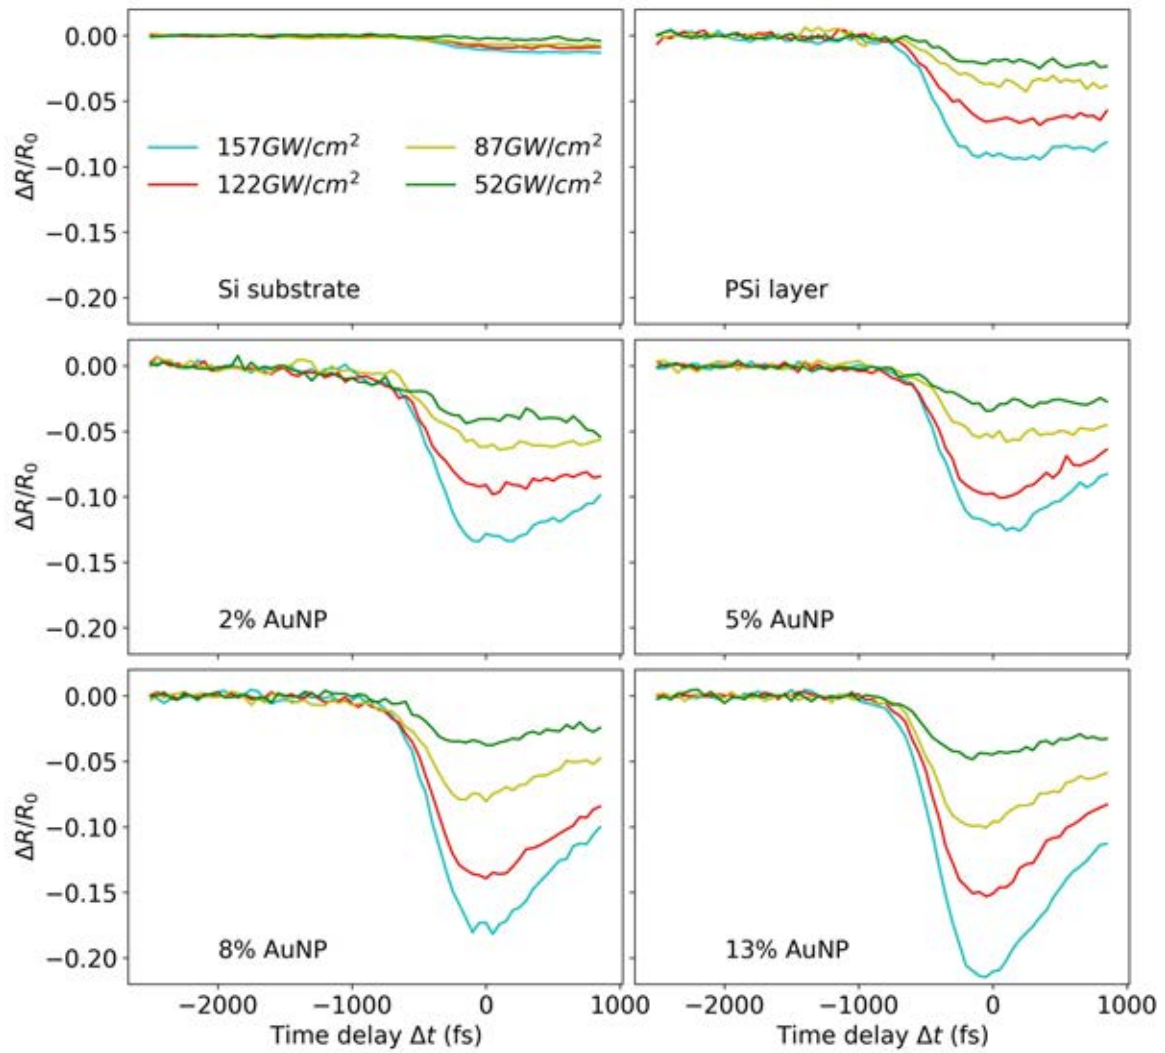 0.00
−0.05
−0.10
−0.15
−0.20
ΔR/R₀
157GW/cm²
122GW/cm²
87GW/cm²
52GW/cm²
Si substrate
PSi layer
0.00
−0.05
−0.10
−0.15
−0.20
ΔR/R₀
2% AuNP
5% AuNP
0.00
−0.05
−0.10
−0.15
−0.20
ΔR/R₀
8% AuNP
13% AuNP
−2000 −1000 0 1000
−2000 −1000 0 1000
Time delay Δt (fs)
Time delay Δt (fs)